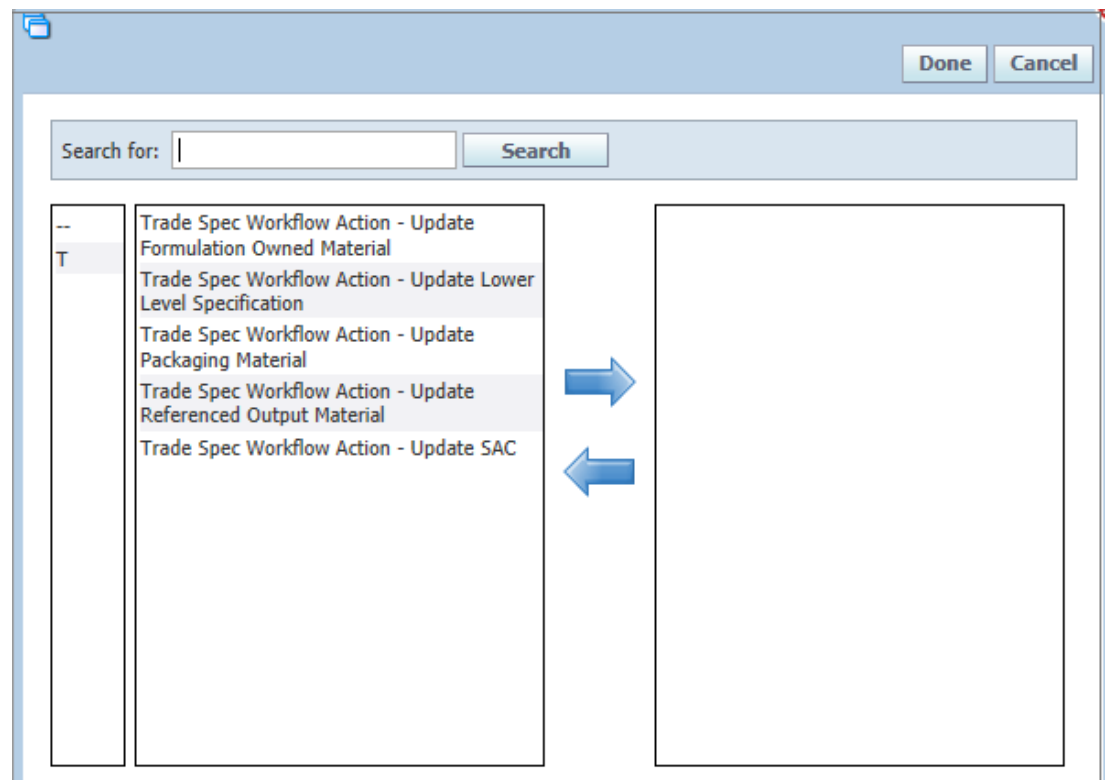 Done Cancel
Search for: Search
--
T
Trade Spec Workflow Action - Update
Formulation Owned Material
Trade Spec Workflow Action - Update Lower
Level Specification
Trade Spec Workflow Action - Update
Packaging Material
Trade Spec Workflow Action - Update
Referenced Output Material
Trade Spec Workflow Action - Update SAC